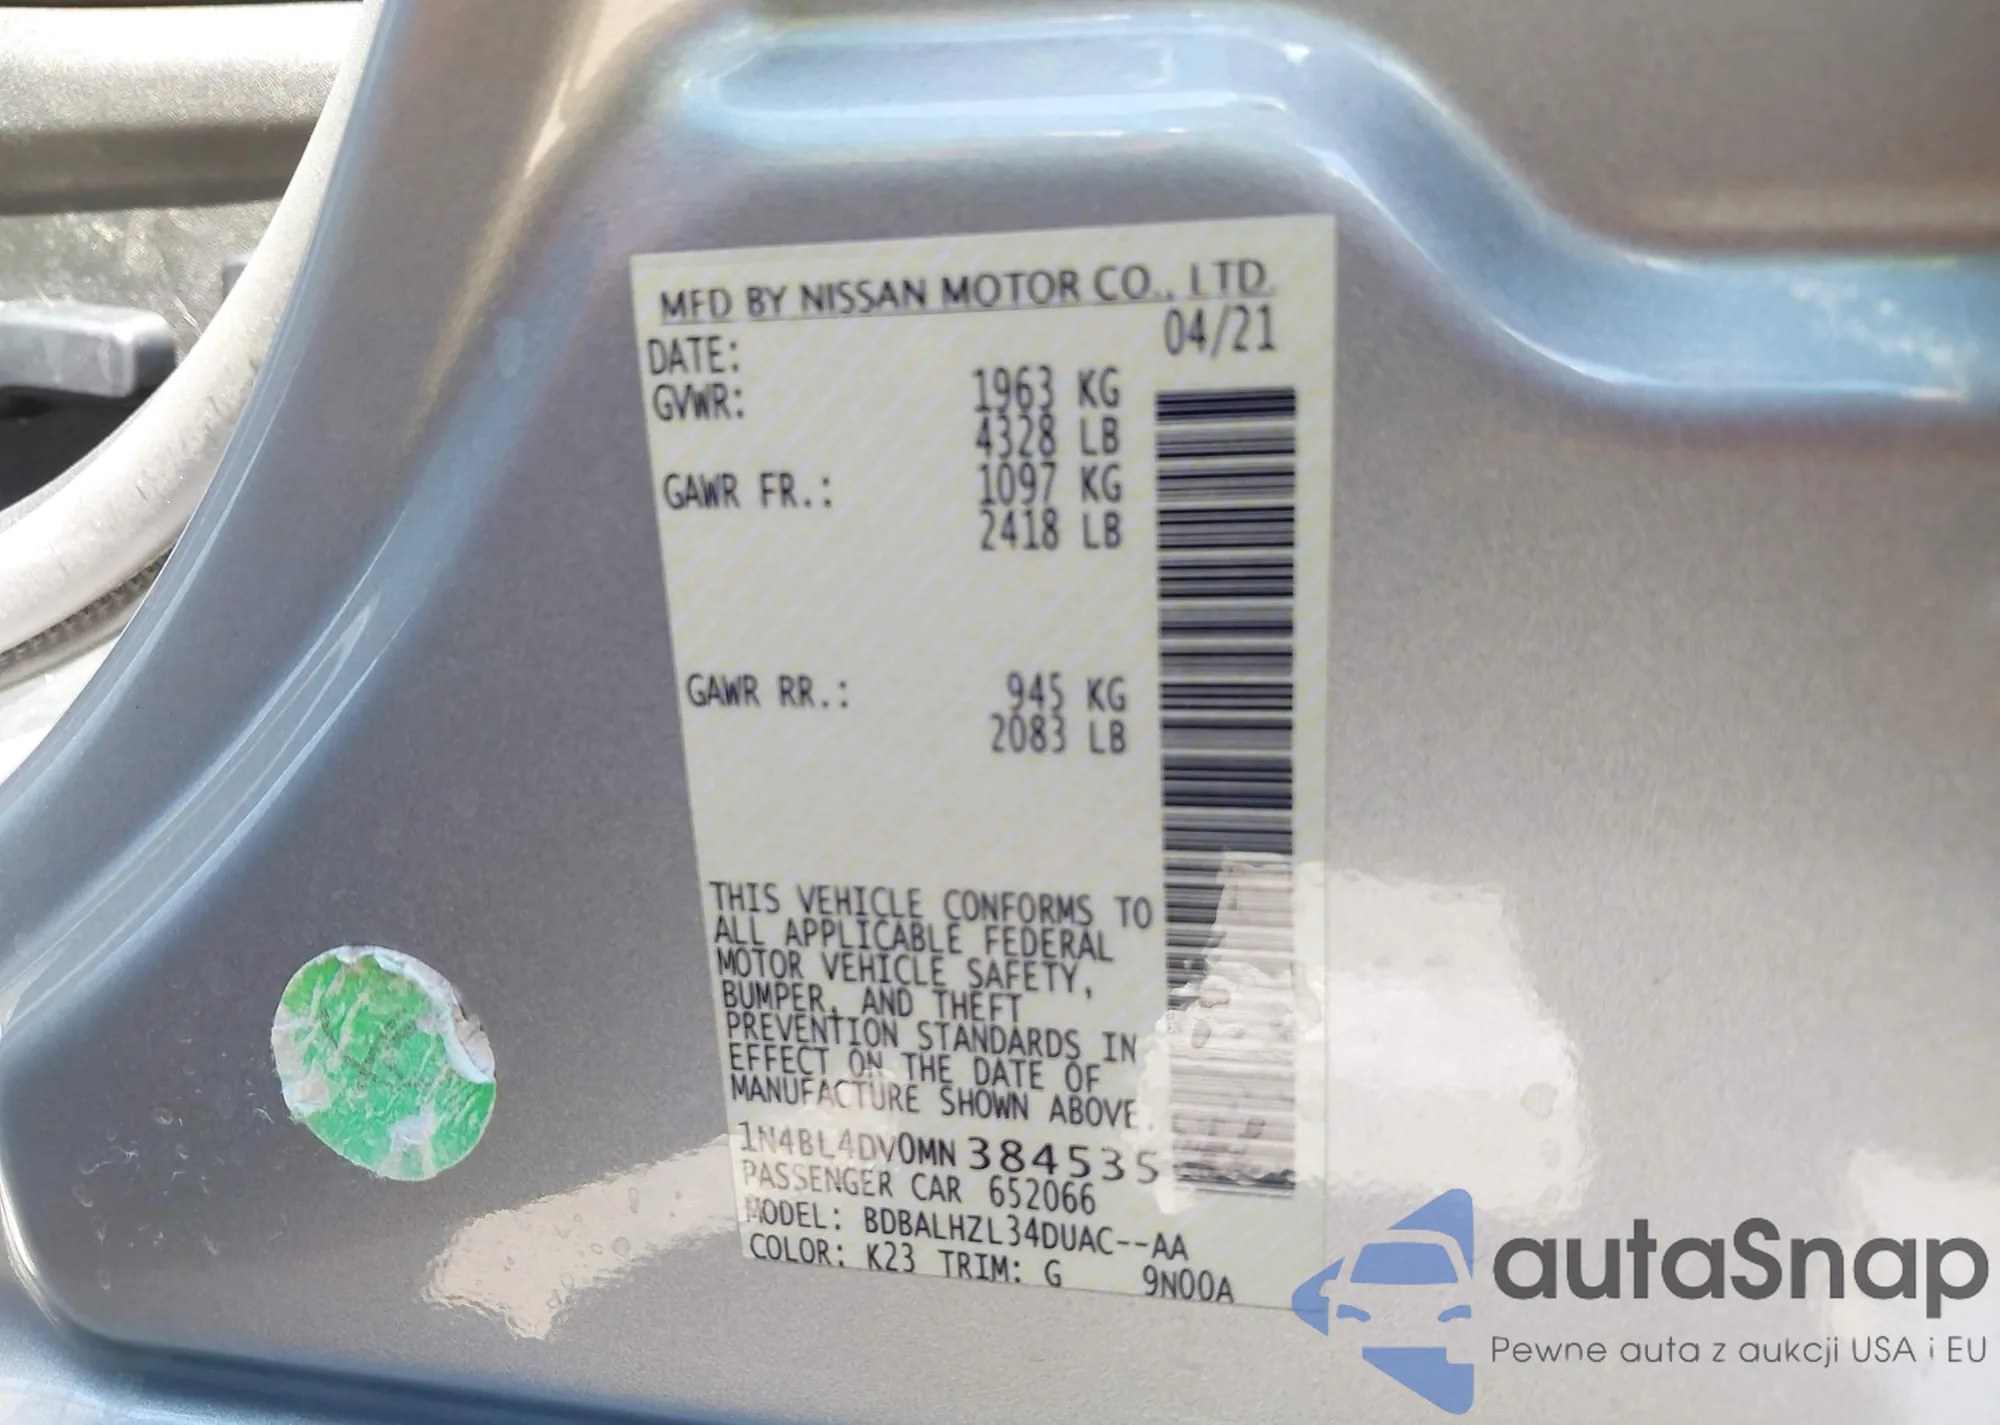 MFD BY NISSAN MOTOR CO., LTD.
DATE: 04/21
GVWR: 1963 KG
4328 LB
GAWR FR.: 1097 KG
2418 LB
GAWR RR.: 945 KG
2083 LB
THIS VEHICLE CONFORMS TO
ALL APPLICABLE FEDERAL
MOTOR VEHICLE SAFETY,
BUMPER, AND THEFT
PREVENTION STANDARDS IN
EFFECT ON THE DATE OF
MANUFACTURE SHOWN ABOVE.
1N4BL4DV0MN384535
PASSENGER CAR 652066
MODEL: BDBALHZL34DUAC--AA
COLOR: K23 TRIM: G 9N00A
autaSnap
Pewne auta z aukcji USA i EU